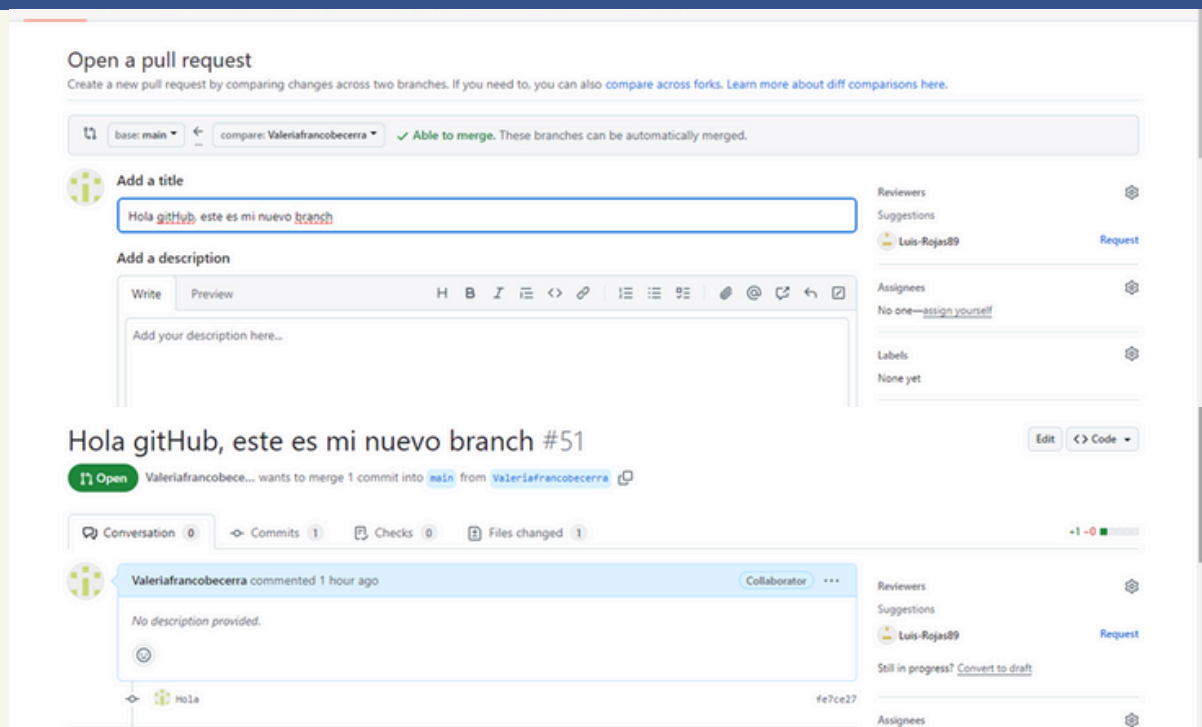 Open a pull request
Create a new pull request by comparing changes across two branches. If you need to, you can also compare across forks. Learn more about diff comparisons here.
base: main compare: Valeriafrancobecerra Able to merge. These branches can be automatically merged.
Add a title
Hola gitHub, este es mi nuevo branch
Add a description
Write Preview
Add your description here...
Reviewers
Suggestions
Luis-Rojas89 Request
Assignees
No one—assign yourself
Labels
None yet
Hola gitHub, este es mi nuevo branch #51
Edit <> Code
Open Valeriafrancobece... wants to merge 1 commit into main from Valeriafrancobecerra
Conversation 0 Commits 1 Checks 0 Files changed 1
+1 −0
Valeriafrancobecerra commented 1 hour ago Collaborator ...
No description provided.
Hola fe7ce27
Reviewers
Suggestions
Luis-Rojas89 Request
Still in progress? Convert to draft
Assignees